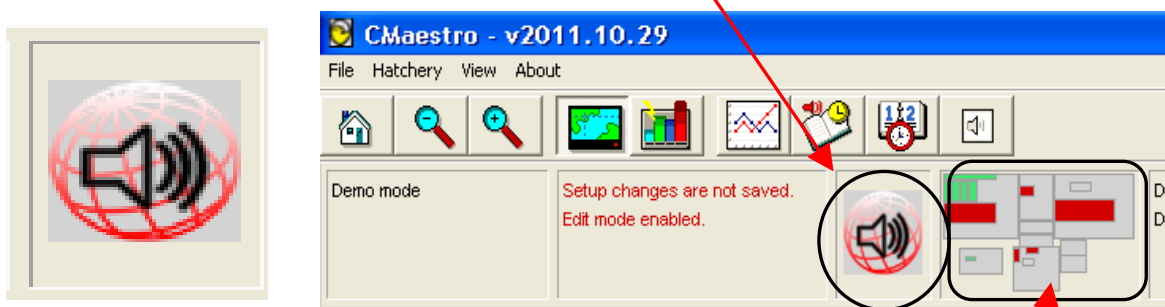 CMaestro - v2011.10.29
File Hatchery View About
Demo mode
Setup changes are not saved.
Edit mode enabled.
D
D